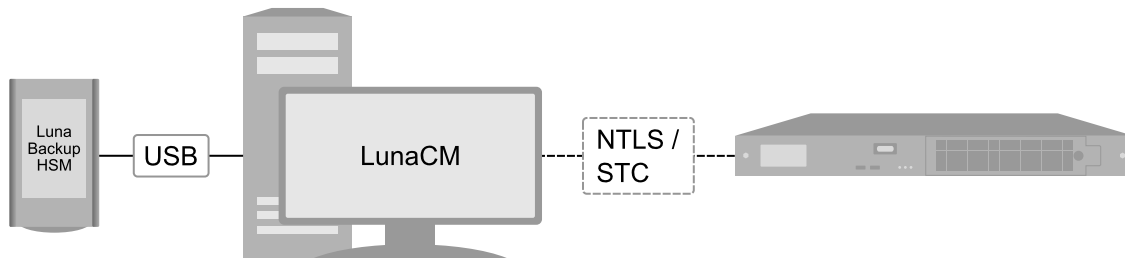 Luna
Backup
HSM
USB
LunaCM
NTLS /
STC